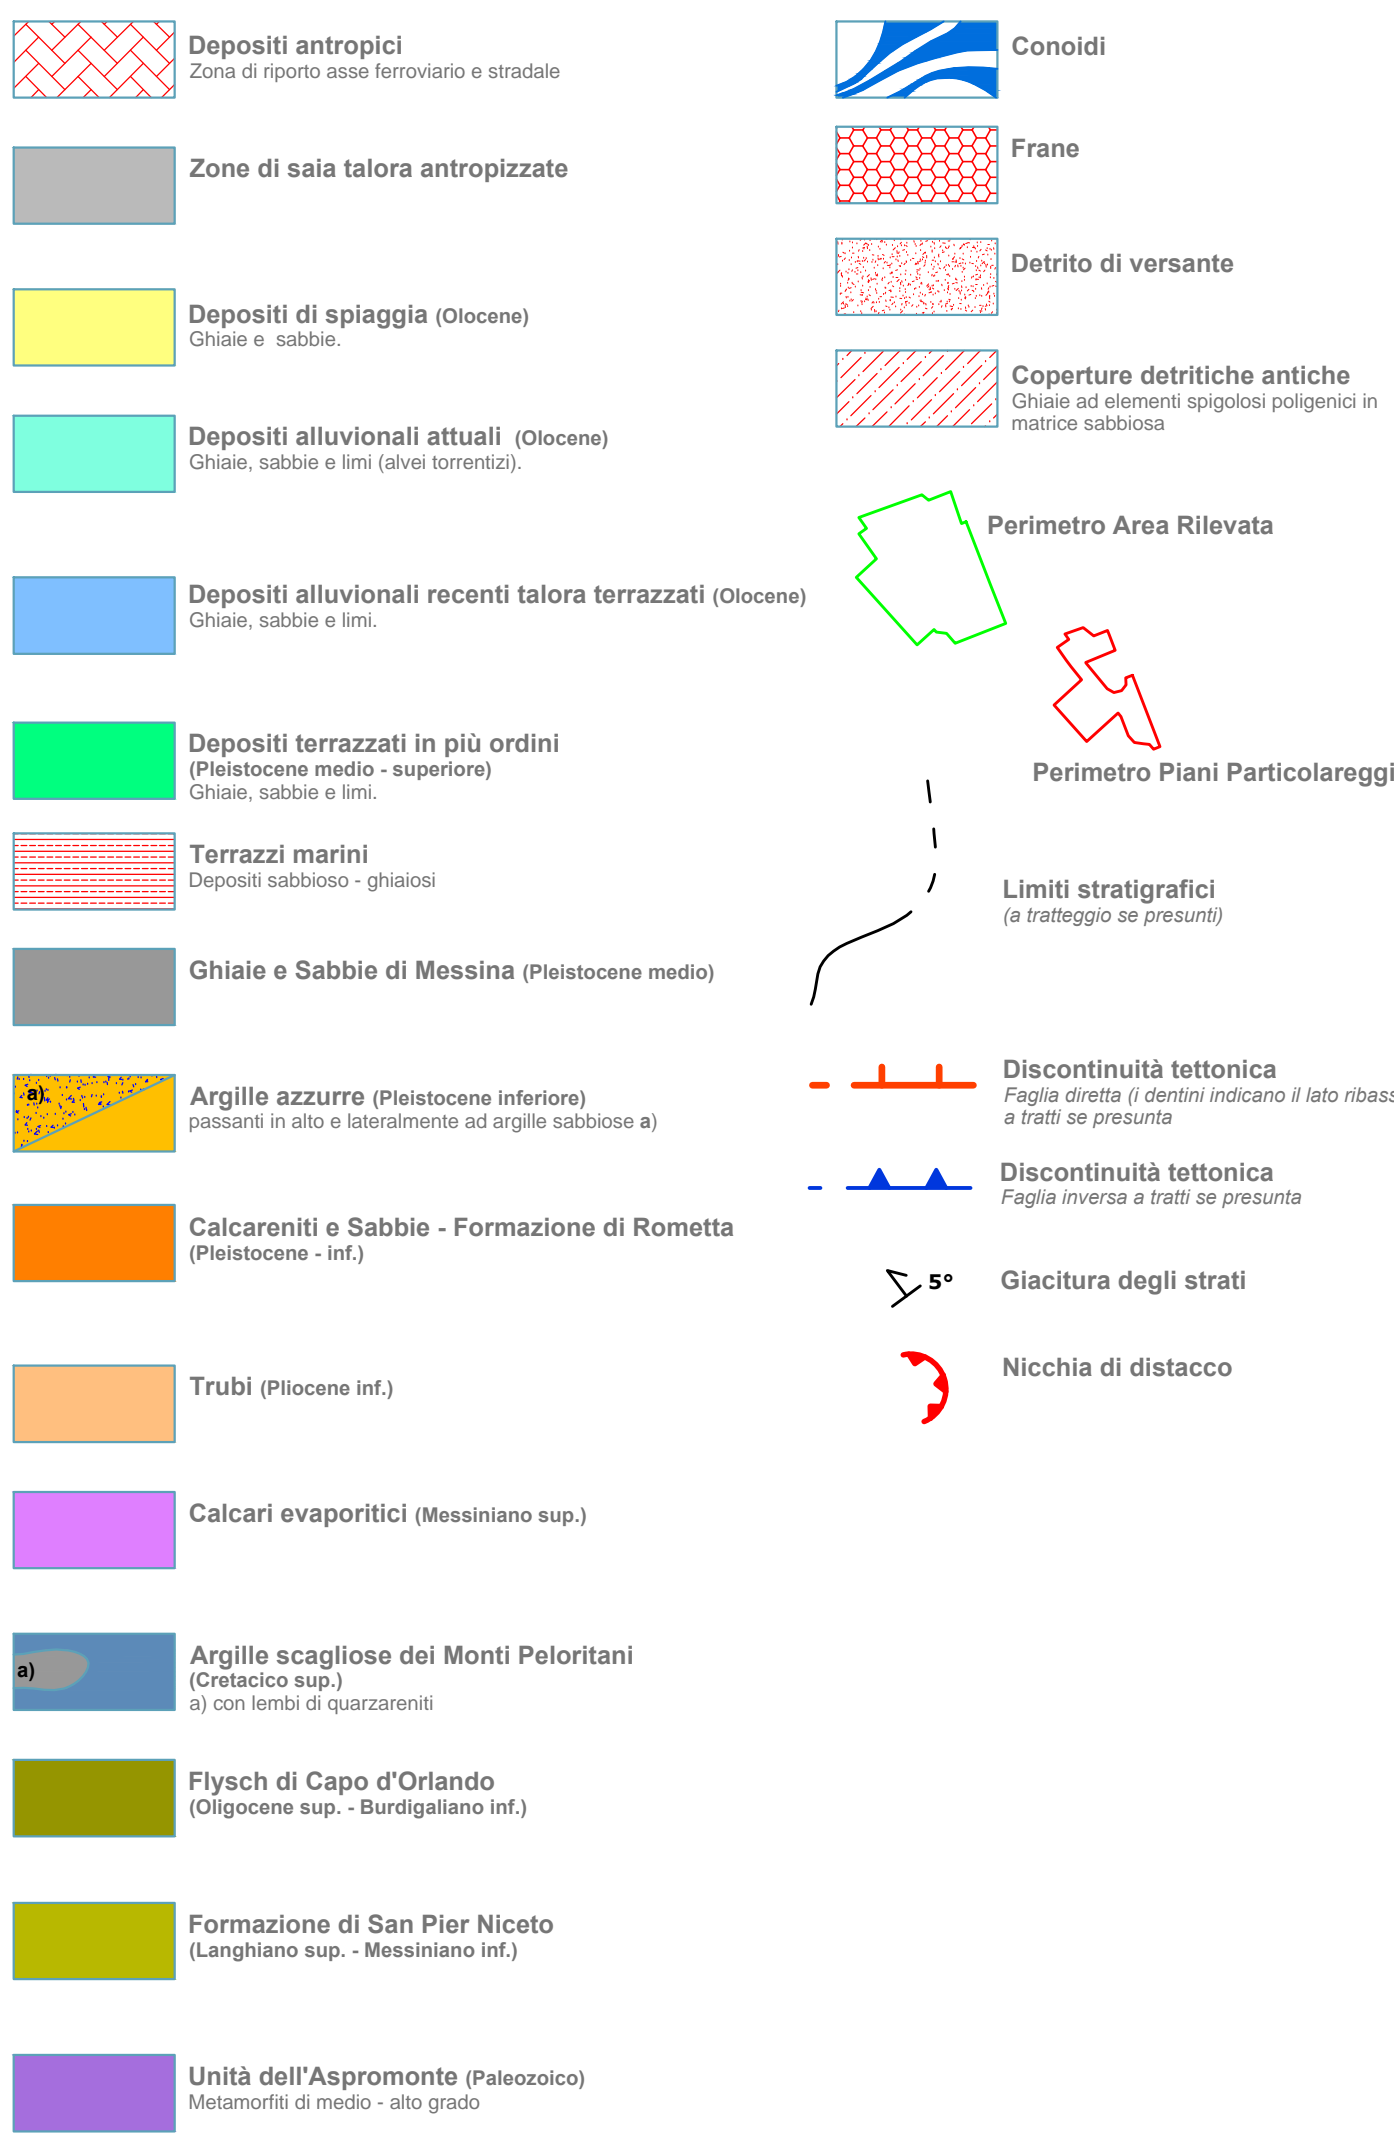 Depositi antropici
Zona di riporto asse ferroviario e stradale
Zone di saia talora antropizzate
Depositi di spiaggia (Olocene)
Ghiaie e sabbie.
Depositi alluvionali attuali (Olocene)
Ghiaie, sabbie e limi (alvei torrentizi).
Depositi alluvionali recenti talora terrazzati (Olocene)
Ghiaie, sabbie e limi.
Depositi terrazzati in più ordini
(Pleistocene medio - superiore)
Ghiaie, sabbie e limi.
Terrazzi marini
Depositi sabbioso - ghiaiosi
Ghiaie e Sabbie di Messina (Pleistocene medio)
a)
Argille azzurre (Pleistocene inferiore)
passanti in alto e lateralmente ad argille sabbiose a)
Calcareniti e Sabbie - Formazione di Rometta
(Pleistocene - inf.)
Trubi (Pliocene inf.)
Calcari evaporitici (Messiniano sup.)
a)
Argille scagliose dei Monti Peloritani
(Cretacico sup.)
a) con lembi di quarzareniti
Flysch di Capo d'Orlando
(Oligocene sup. - Burdigaliano inf.)
Formazione di San Pier Niceto
(Langhiano sup. - Messiniano inf.)
Unità dell'Aspromonte (Paleozoico)
Metamorfiti di medio - alto grado
Conoidi
Frane
Detrito di versante
Coperture detritiche antiche
Ghiaie ad elementi spigolosi poligenici in
matrice sabbiosa
Perimetro Area Rilevata
Perimetro Piani Particolareggi
Limiti stratigrafici
(a tratteggio se presunti)
Discontinuità tettonica
Faglia diretta (i dentini indicano il lato ribass
a tratti se presunta
Discontinuità tettonica
Faglia inversa a tratti se presunta
5°
Giacitura degli strati
Nicchia di distacco